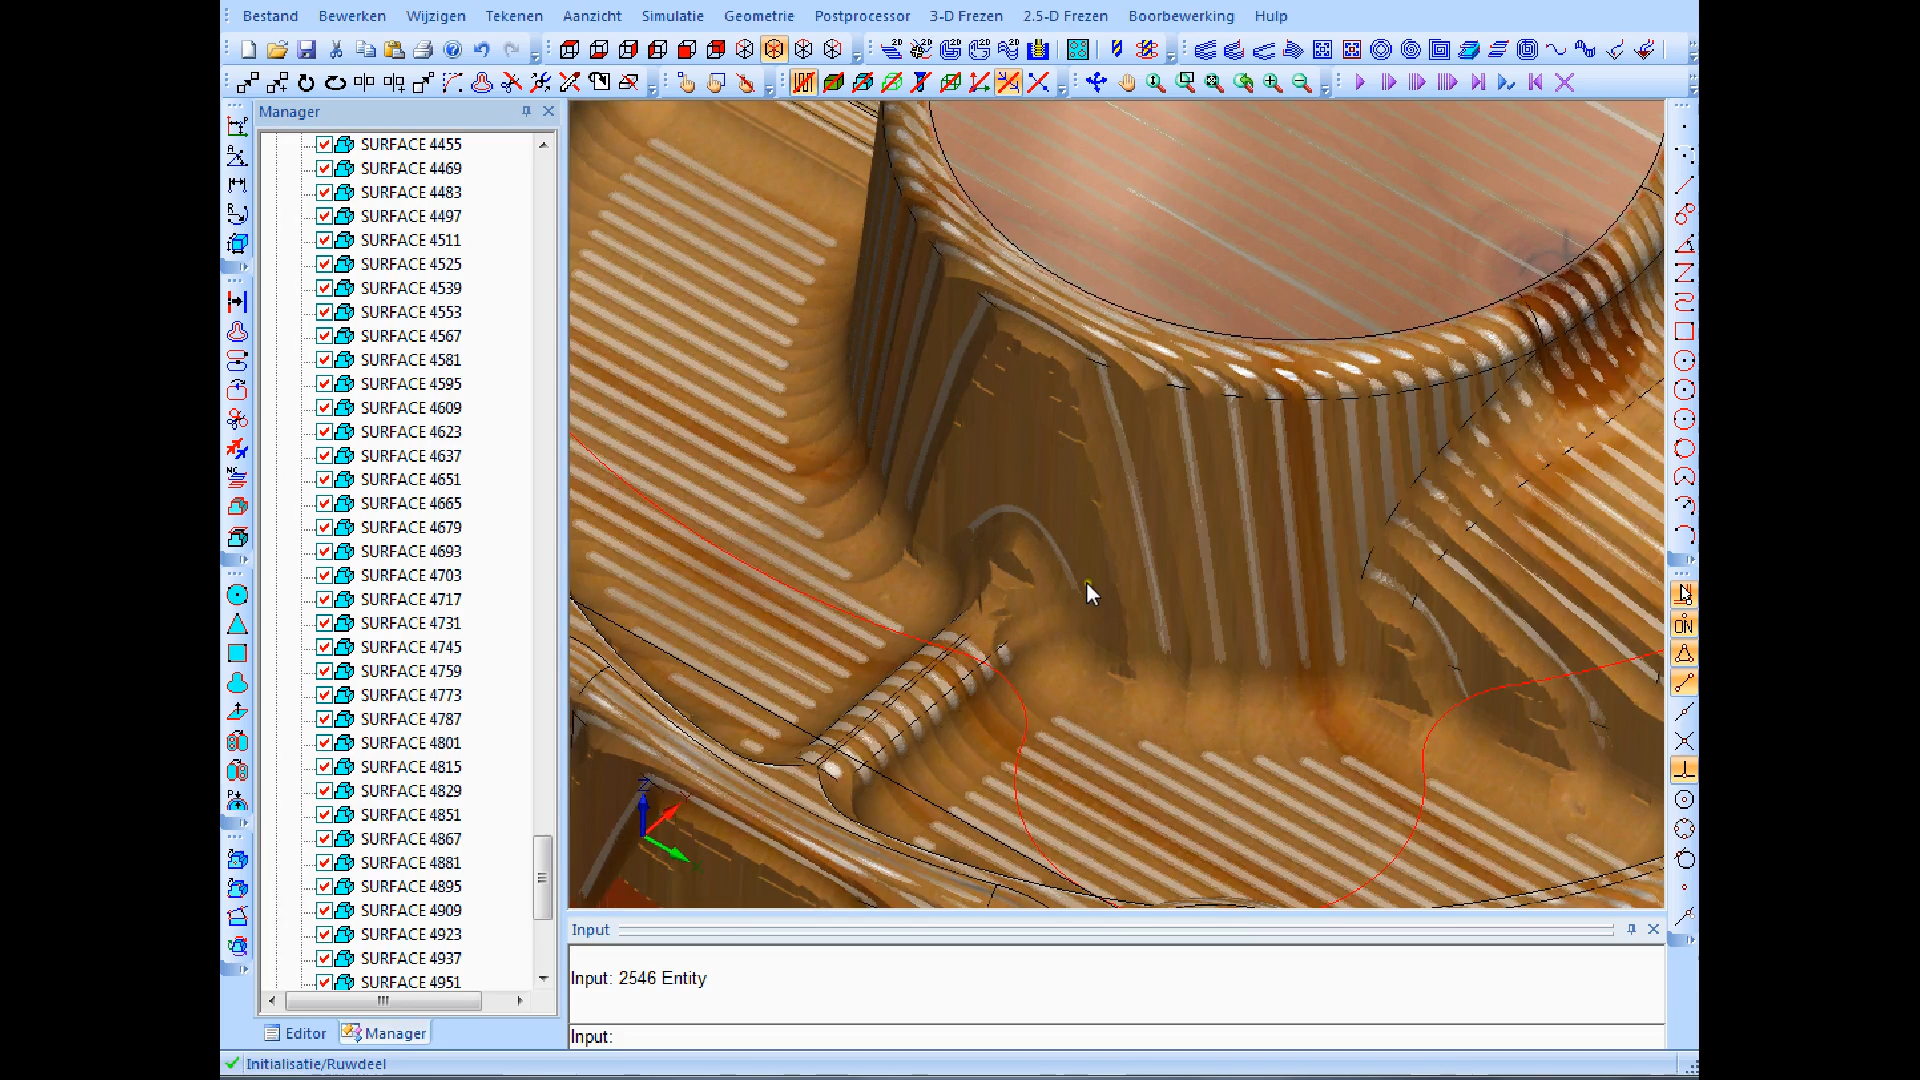 Bestand Bewerken Wijzigen Tekenen Aanzicht Simulatie Geometrie Postprocessor 3-D Frezen 2.5-D Frezen Boorbewerking Hulp
Manager
SURFACE 4455
SURFACE 4469
SURFACE 4483
SURFACE 4497
SURFACE 4511
SURFACE 4525
SURFACE 4539
SURFACE 4553
SURFACE 4567
SURFACE 4581
SURFACE 4595
SURFACE 4609
SURFACE 4623
SURFACE 4637
SURFACE 4651
SURFACE 4665
SURFACE 4679
SURFACE 4693
SURFACE 4703
SURFACE 4717
SURFACE 4731
SURFACE 4745
SURFACE 4759
SURFACE 4773
SURFACE 4787
SURFACE 4801
SURFACE 4815
SURFACE 4829
SURFACE 4851
SURFACE 4867
SURFACE 4881
SURFACE 4895
SURFACE 4909
SURFACE 4923
SURFACE 4937
SURFACE 4951
Editor Manager
Z
ON
Input
Input: 2546 Entity
Input:
Initialisatie/Ruwdeel